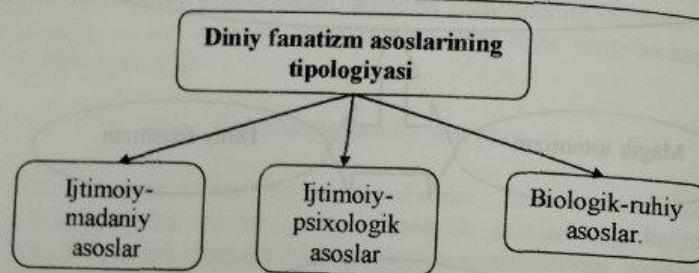 Diniy fanatizm asoslarining
tipologiyasi
Ijtimoiy-
madaniy
asoslar
Ijtimoiy-
psixologik
asoslar
Biologik-ruhiy
asoslar.